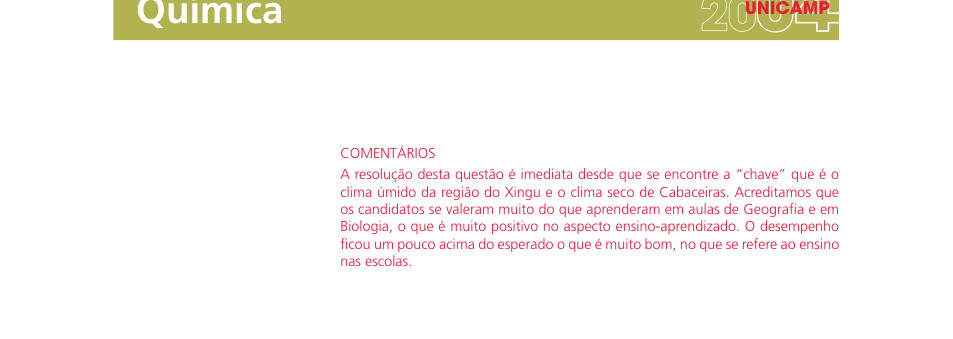 Química
2004
UNICAMP
COMENTÁRIOS
A resolução desta questão é imediata desde que se encontre a “chave” que é o
clima úmido da região do Xingu e o clima seco de Cabaceiras. Acreditamos que
os candidatos se valeram muito do que aprenderam em aulas de Geografia e em
Biologia, o que é muito positivo no aspecto ensino-aprendizado. O desempenho
ficou um pouco acima do esperado o que é muito bom, no que se refere ao ensino
nas escolas.